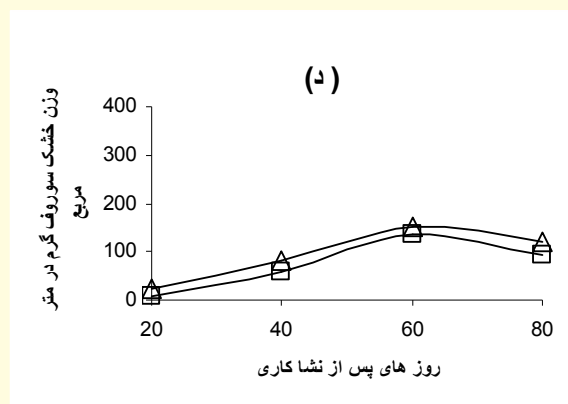 (د)
وزن خشک سوروف گرم در متر
مربع
400
300
200
100
0
20 40 60 80
روز های پس از نشا کاری